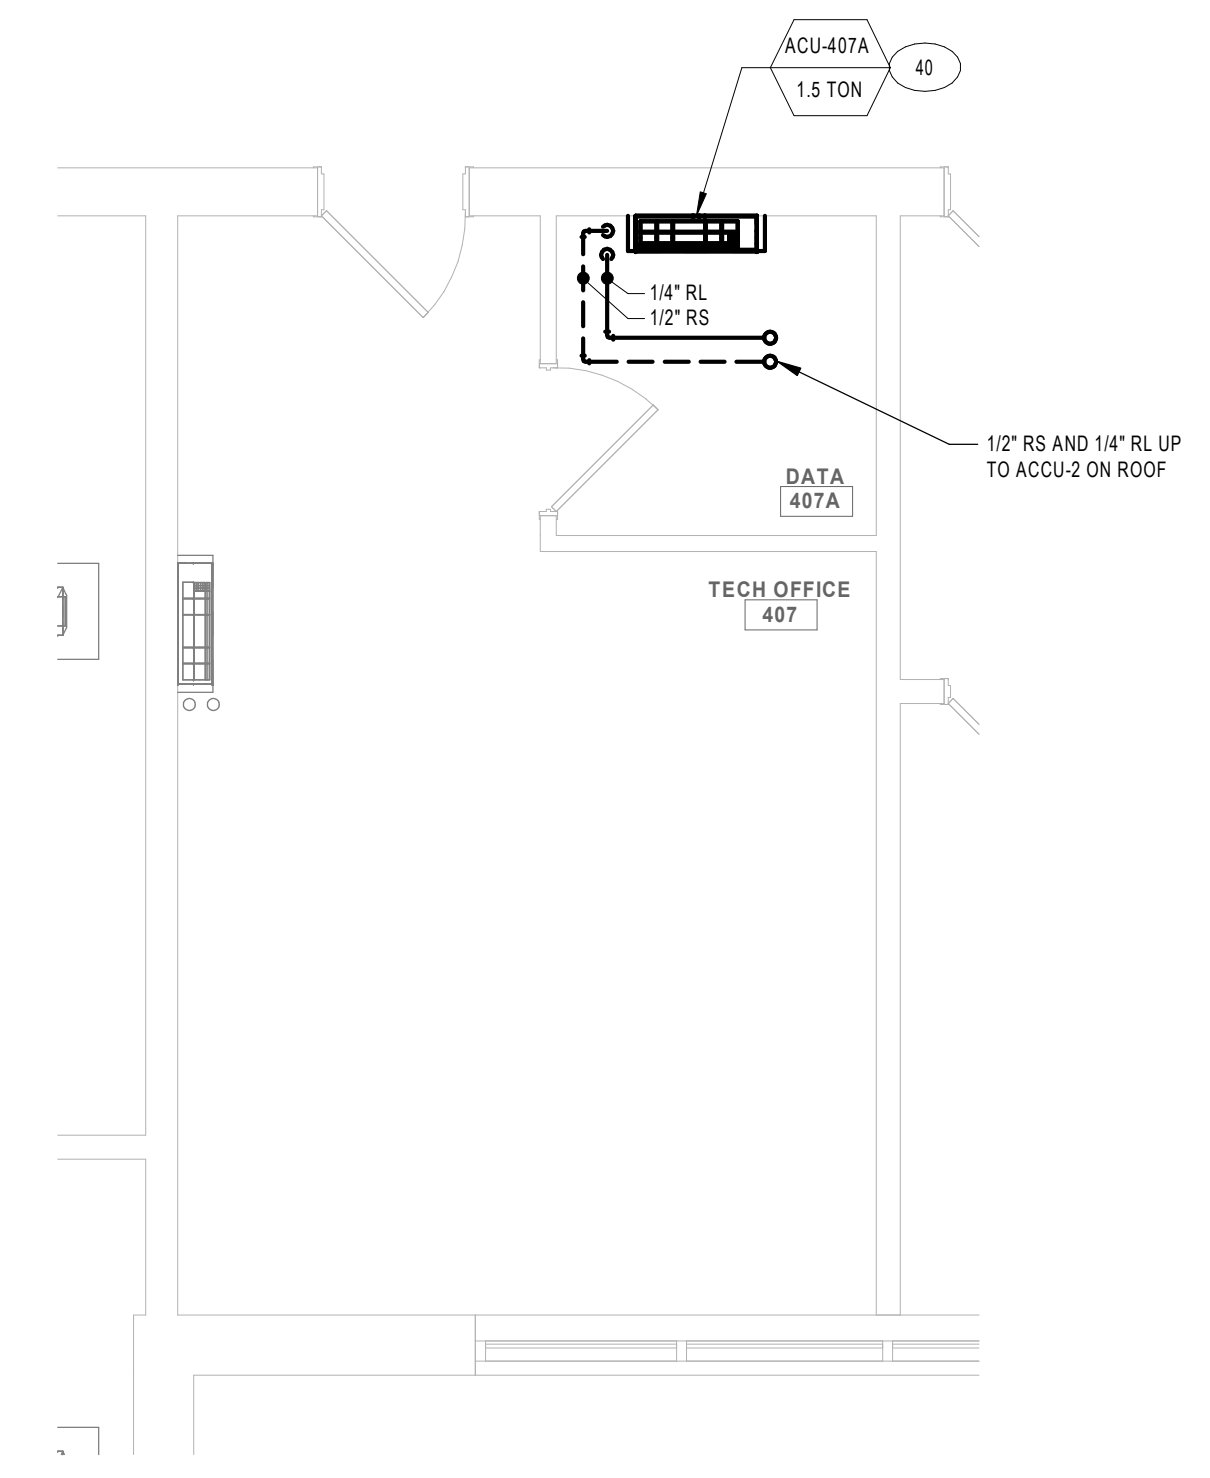 ACU-407A
40
1.5 TON
1/4" RL
1/2" RS
1/2" RS AND 1/4" RL UP
TO ACCU-2 ON ROOF
DATA
407A
TECH OFFICE
407